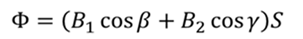 Φ = (B₁ cos β + B₂ cos γ)S